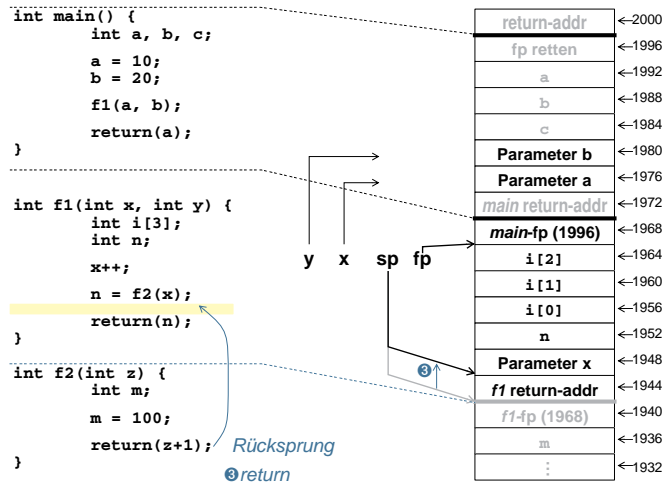 int main() {
int a, b, c;
a = 10;
b = 20;
f1(a, b);
return(a);
}
int f1(int x, int y) {
int i[3];
int n;
x++;
n = f2(x);
return(n);
}
int f2(int z) {
int m;
m = 100;
return(z+1);
}
Rücksprung
❸return
y x sp fp
❸
return-addr 2000
fp retten 1996
a 1992
b 1988
c 1984
Parameter b 1980
Parameter a 1976
main return-addr 1972
main-fp (1996) 1968
i[2] 1964
i[1] 1960
i[0] 1956
n 1952
Parameter x 1948
f1 return-addr 1944
f1-fp (1968) 1940
m 1936
⋮ 1932